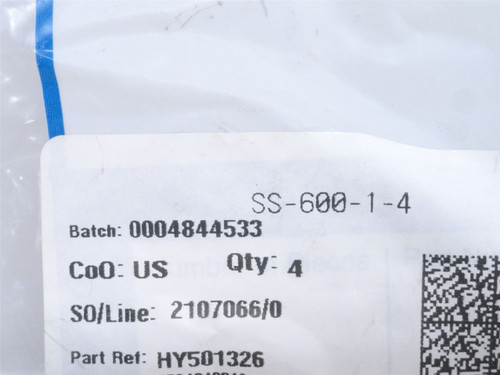 SS-600-1-4
Batch: 0004844533
CoO: US Qty: 4
SO/Line: 2107066/0
Part Ref: HY501326